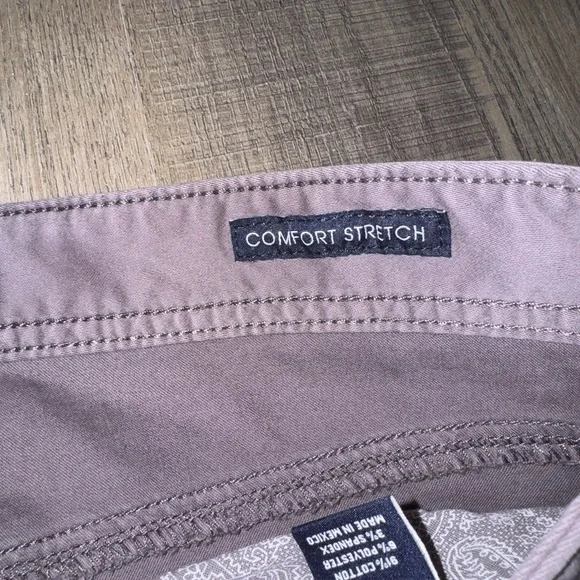 COMFORT STRETCH
91% COTTON
6% POLYESTER
3% SPANDEX
MADE IN MEXICO